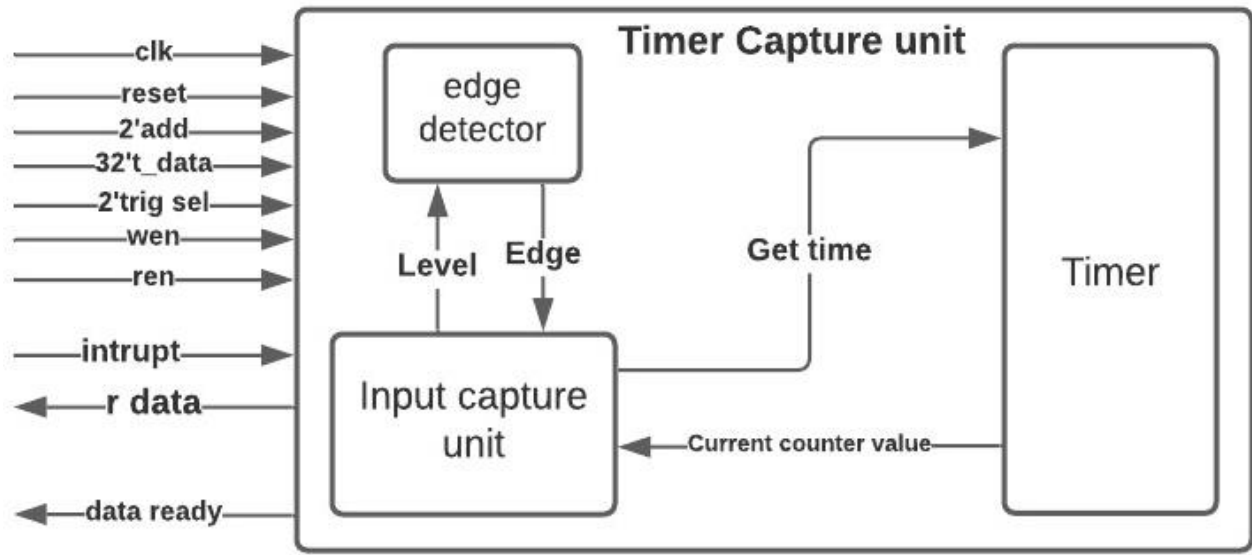 Timer Capture unit
clk
reset
2'add
32't_data
2'trig sel
wen
ren
intrupt
r data
data ready
edge
detector
Level
Edge
Input capture
unit
Get time
Current counter value
Timer